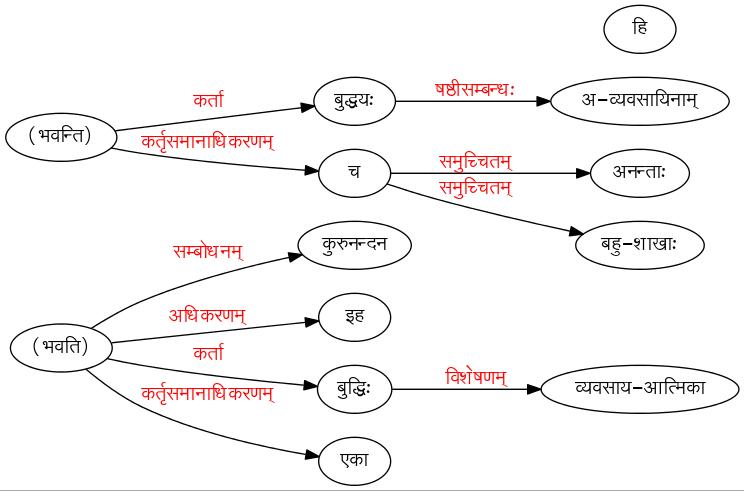 हि
कर्ता
बुद्धयः
षष्ठीसम्बन्धः
अ-व्यवसायिनाम्
(भवन्ति)
कर्तृसमानाधिकरणम्
च
समुच्चितम्
अनन्ताः
समुच्चितम्
बहु-शाखाः
कुरुनन्दन
सम्बोधनम्
अधिकरणम्
इह
(भवति)
कर्ता
बुद्धिः
विशेषणम्
व्यवसाय-आत्मिका
कर्तृसमानाधिकरणम्
एका